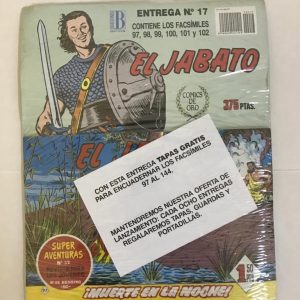 B
ENTREGA Nº 17
CONTIENE LOS FACSÍMILES
97, 98, 99, 100, 101 y 102
EL JABATO
COMICS
DE ORO
375 PTAS.
CON ESTA ENTREGA TAPAS GRATIS
PARA ENCUADERNAR LOS FACSÍMILES
97 AL 144.
MANTENDREMOS NUESTRA OFERTA DE
LANZAMIENTO: CADA OCHO ENTREGAS
REGALAREMOS TAPAS, GUARDAS Y
PORTADILLAS.
SUPER
AVENTURAS
1 50
¡MUERTE EN LA NOCHE!